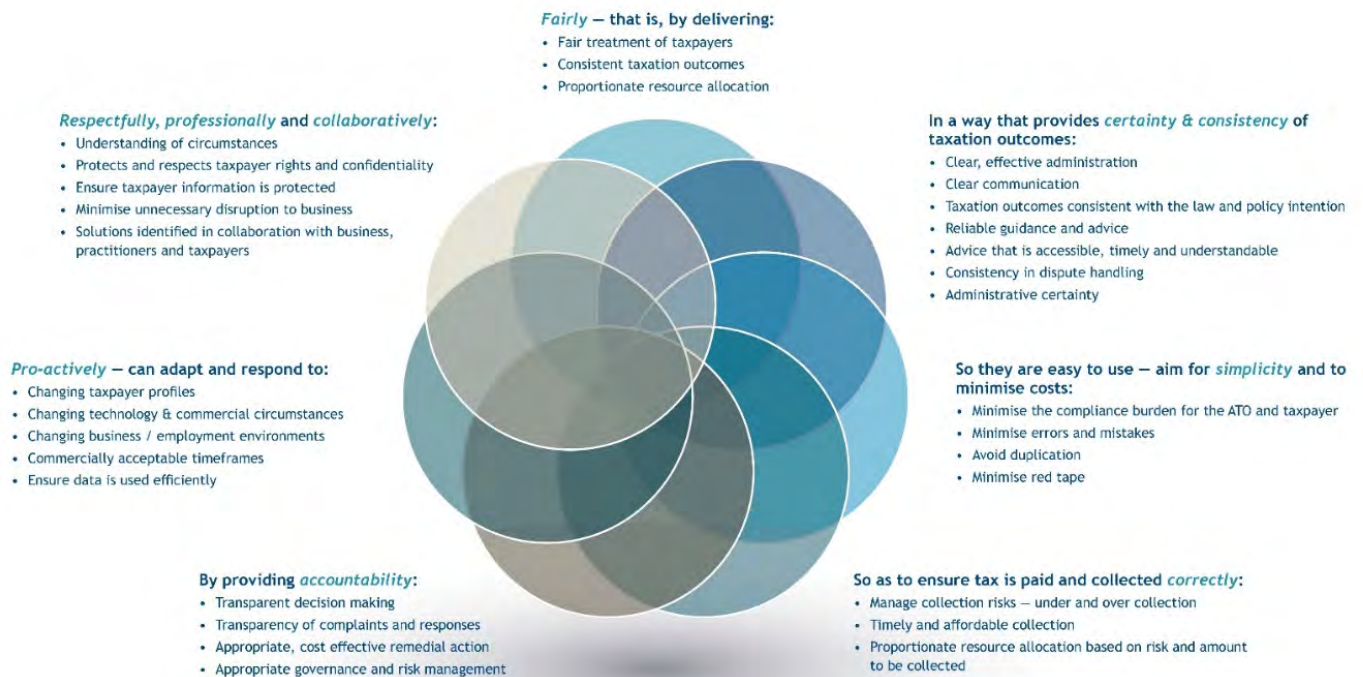 Fairly — that is, by delivering:
• Fair treatment of taxpayers
• Consistent taxation outcomes
• Proportionate resource allocation
Respectfully, professionally and collaboratively:
• Understanding of circumstances
• Protects and respects taxpayer rights and confidentiality
• Ensure taxpayer information is protected
• Minimise unnecessary disruption to business
• Solutions identified in collaboration with business,
practitioners and taxpayers
In a way that provides certainty & consistency of
taxation outcomes:
• Clear, effective administration
• Clear communication
• Taxation outcomes consistent with the law and policy intention
• Reliable guidance and advice
• Advice that is accessible, timely and understandable
• Consistency in dispute handling
• Administrative certainty
Pro-actively — can adapt and respond to:
• Changing taxpayer profiles
• Changing technology & commercial circumstances
• Changing business / employment environments
• Commercially acceptable timeframes
• Ensure data is used efficiently
So they are easy to use — aim for simplicity and to
minimise costs:
• Minimise the compliance burden for the ATO and taxpayer
• Minimise errors and mistakes
• Avoid duplication
• Minimise red tape
By providing accountability:
• Transparent decision making
• Transparency of complaints and responses
• Appropriate, cost effective remedial action
• Appropriate governance and risk management
So as to ensure tax is paid and collected correctly:
• Manage collection risks — under and over collection
• Timely and affordable collection
• Proportionate resource allocation based on risk and amount
to be collected